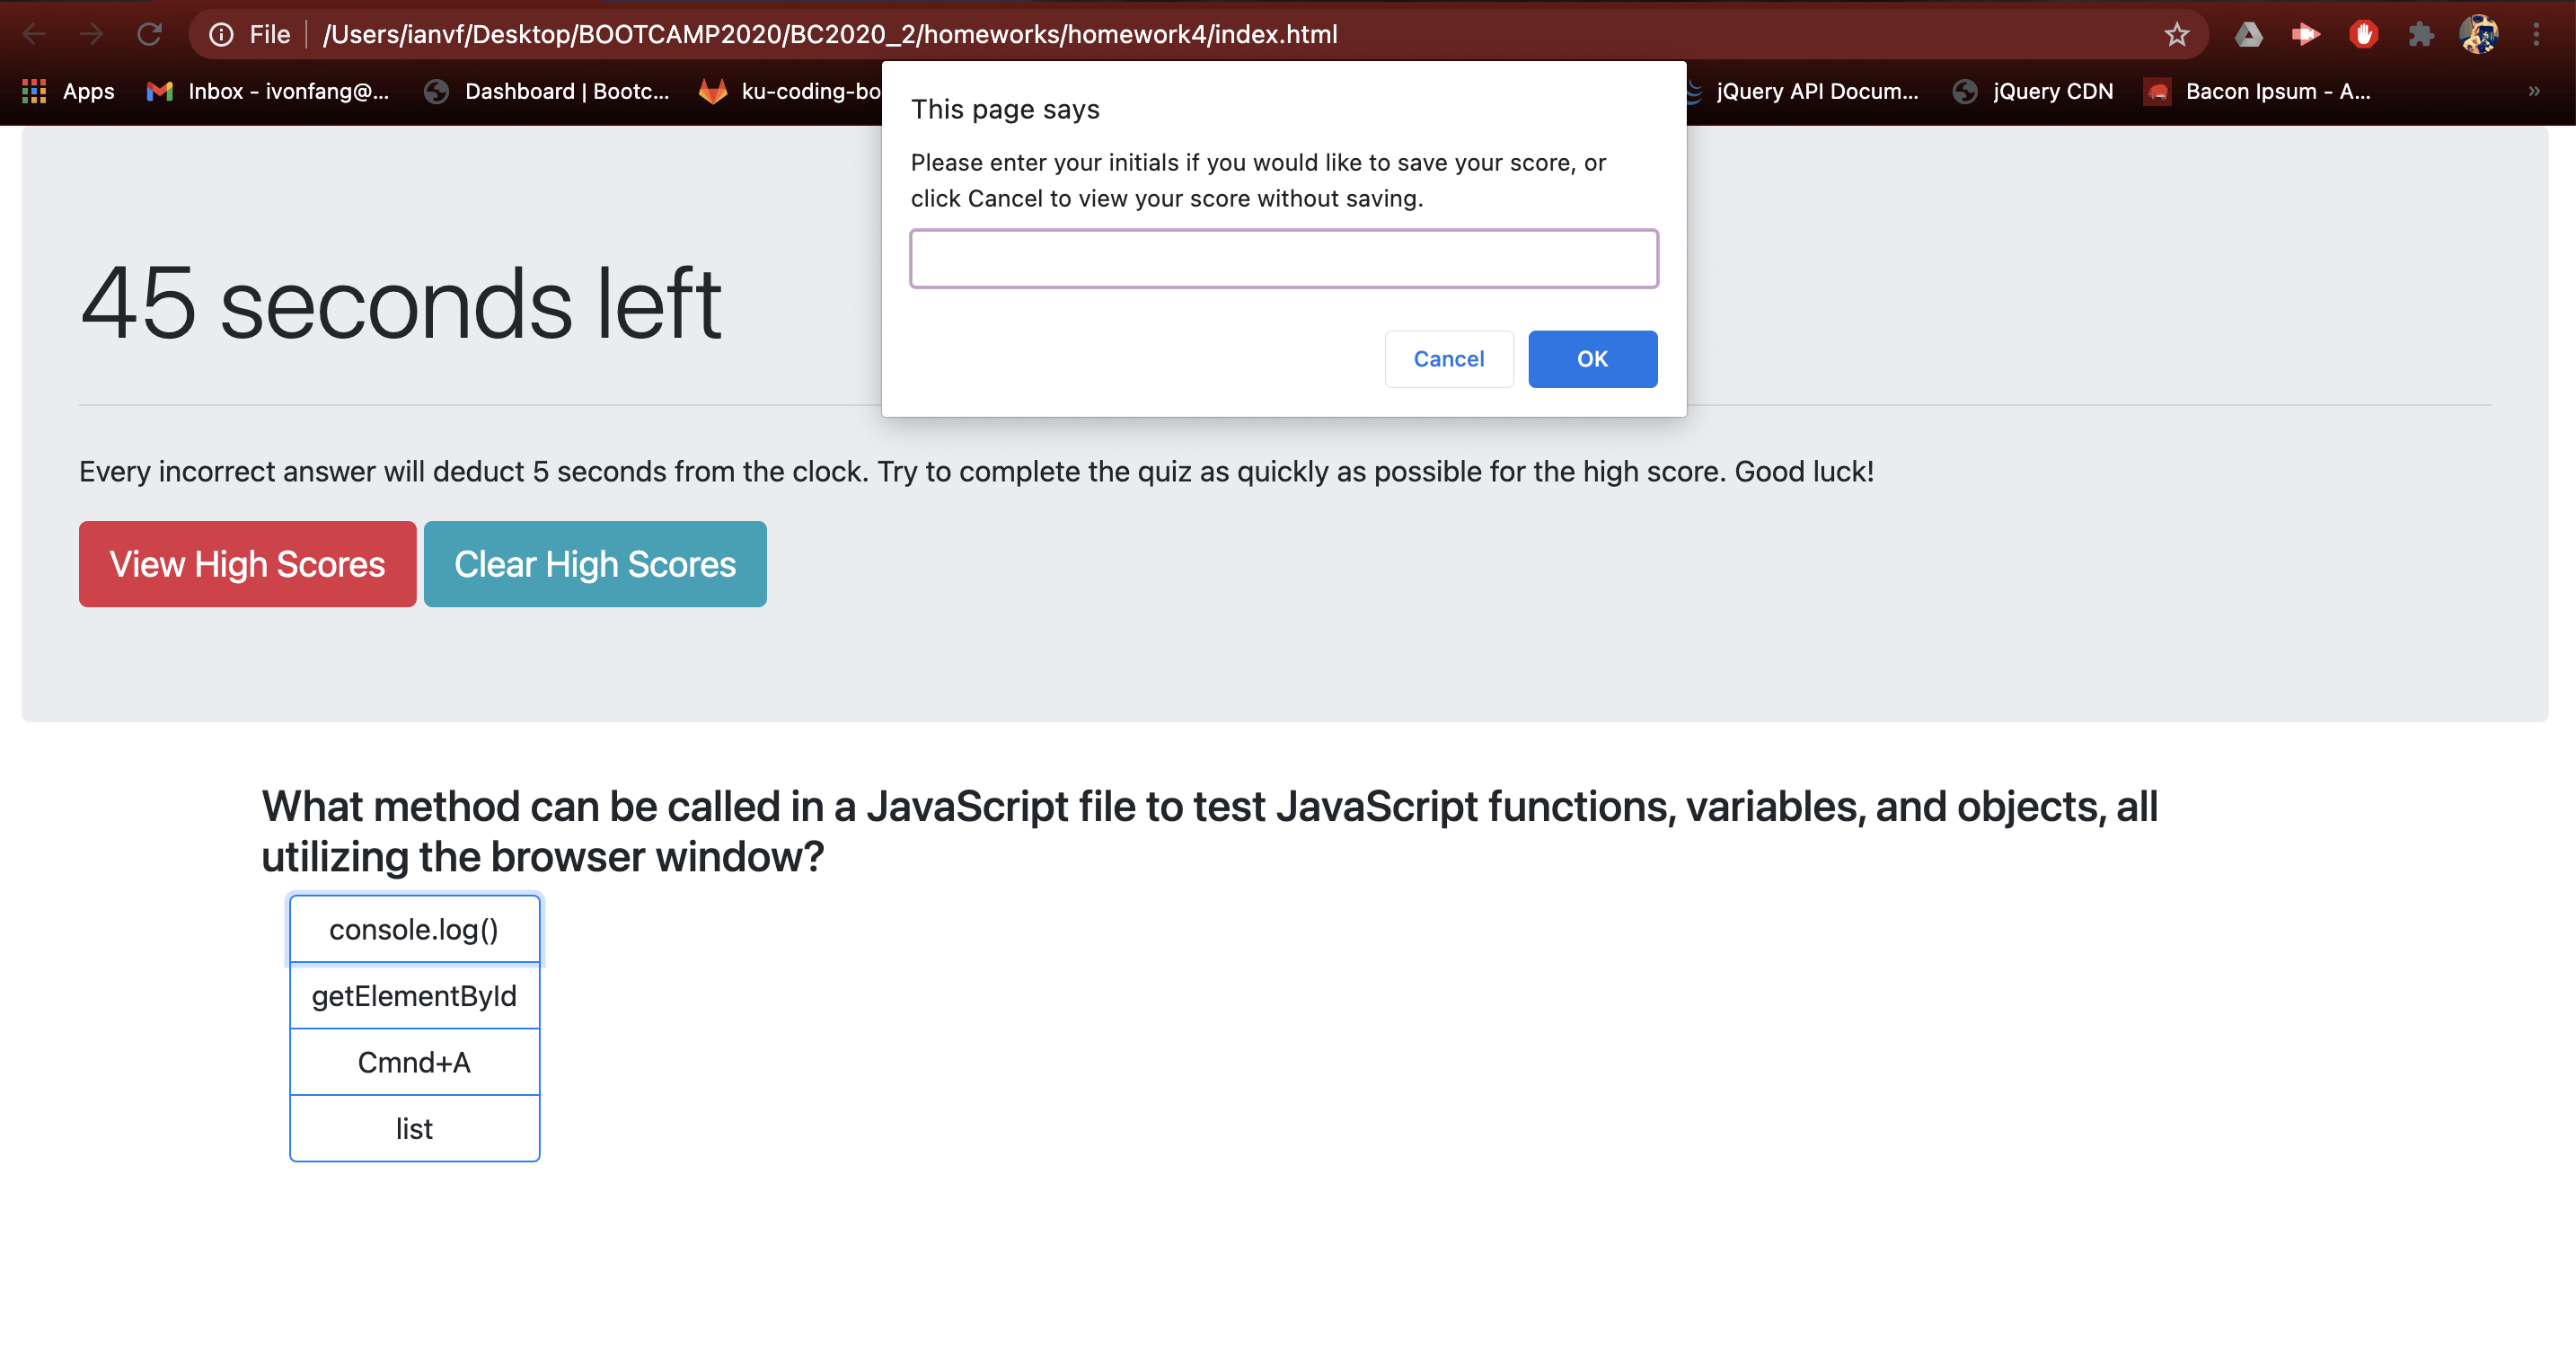 File | /Users/ianvf/Desktop/BOOTCAMP2020/BC2020_2/homeworks/homework4/index.html
Apps Inbox - ivonfang@... Dashboard | Bootc... ku-coding-bo jQuery API Docum... jQuery CDN Bacon Ipsum - A... »
This page says
Please enter your initials if you would like to save your score, or
click Cancel to view your score without saving.
Cancel OK
45 seconds left
Every incorrect answer will deduct 5 seconds from the clock. Try to complete the quiz as quickly as possible for the high score. Good luck!
View High Scores Clear High Scores
What method can be called in a JavaScript file to test JavaScript functions, variables, and objects, all
utilizing the browser window?
console.log()
getElementById
Cmnd+A
list